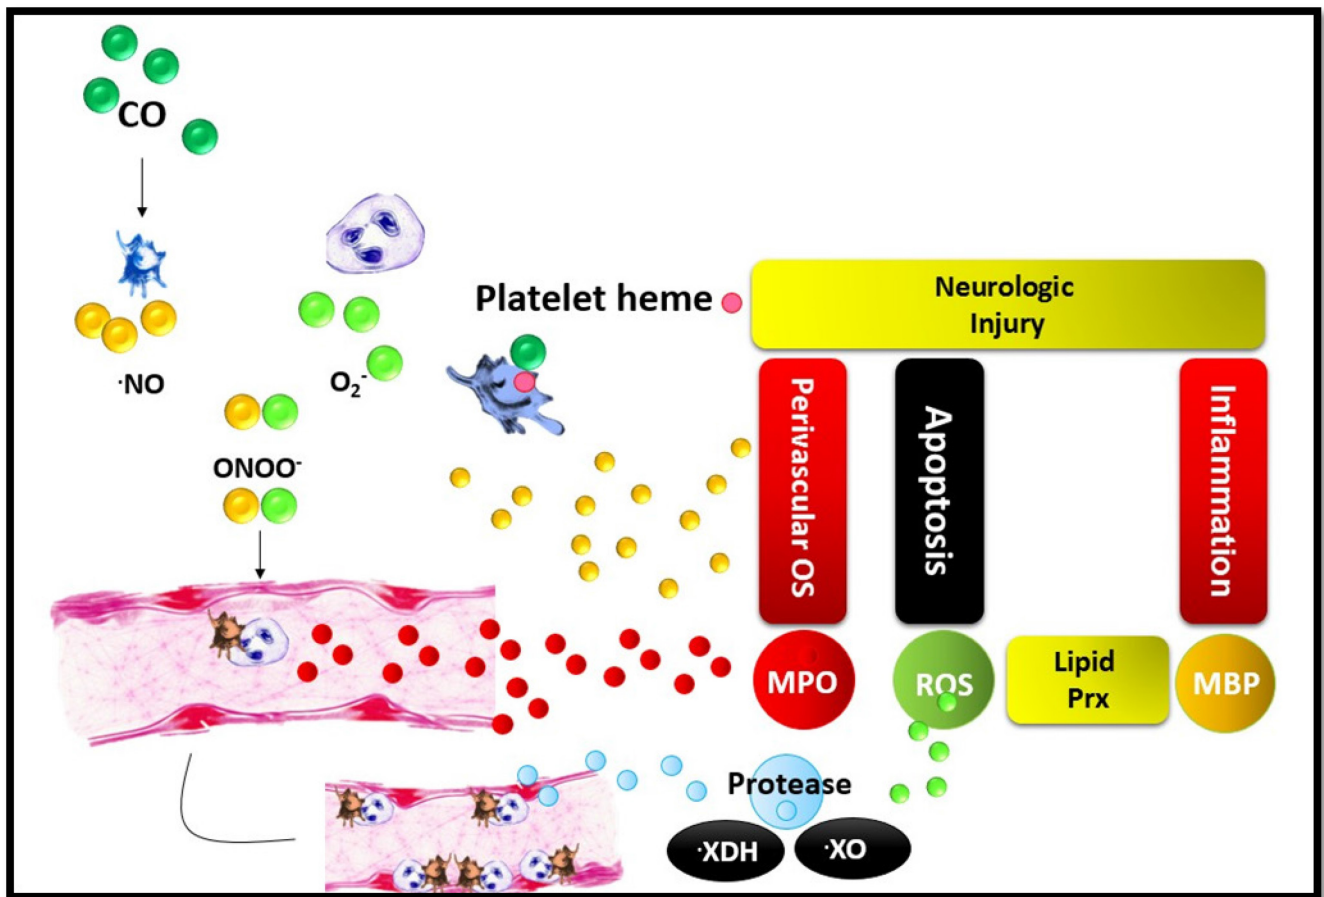 CO
·NO
O₂⁻
ONOO⁻
Platelet heme
Neurologic
Injury
Perivascular OS
Apoptosis
Inflammation
MPO
ROS
Lipid
Prx
MBP
Protease
·XDH
·XO